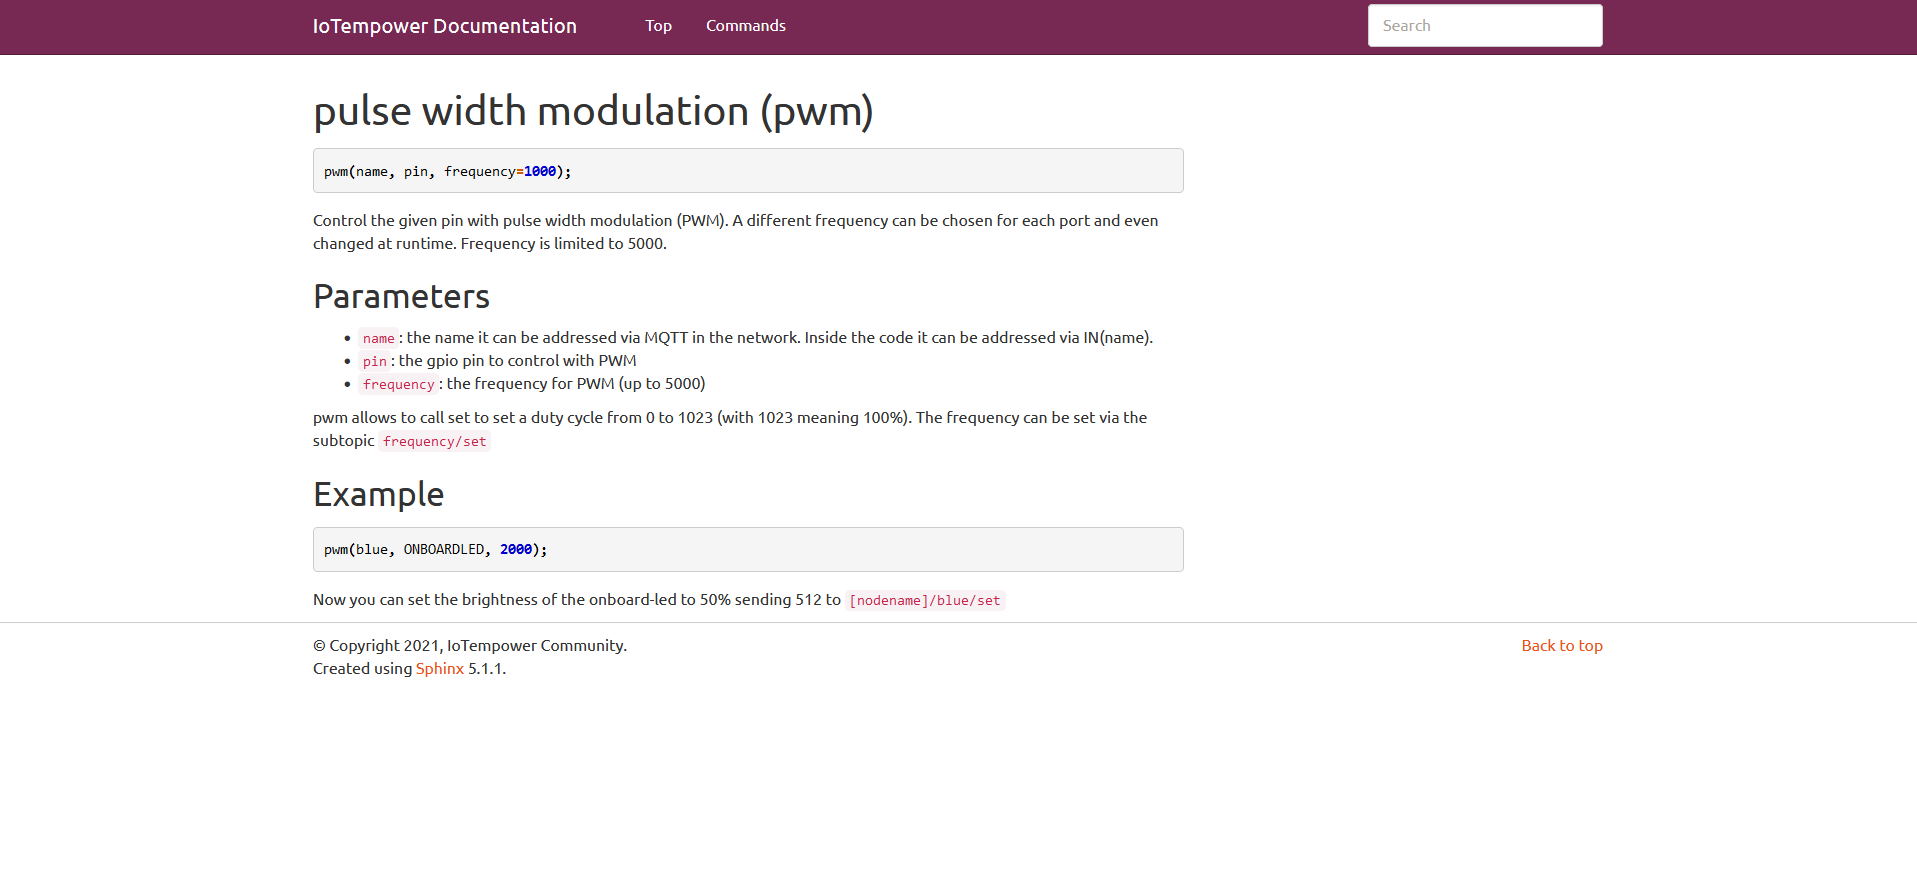 IoTempower Documentation Top Commands Search
pulse width modulation (pwm)
pwm(name, pin, frequency=1000);
Control the given pin with pulse width modulation (PWM). A different frequency can be chosen for each port and even
changed at runtime. Frequency is limited to 5000.
Parameters
• name: the name it can be addressed via MQTT in the network. Inside the code it can be addressed via IN(name).
• pin: the gpio pin to control with PWM
• frequency: the frequency for PWM (up to 5000)
pwm allows to call set to set a duty cycle from 0 to 1023 (with 1023 meaning 100%). The frequency can be set via the
subtopic frequency/set
Example
pwm(blue, ONBOARDLED, 2000);
Now you can set the brightness of the onboard-led to 50% sending 512 to [nodename]/blue/set
© Copyright 2021, IoTempower Community. Back to top
Created using Sphinx 5.1.1.